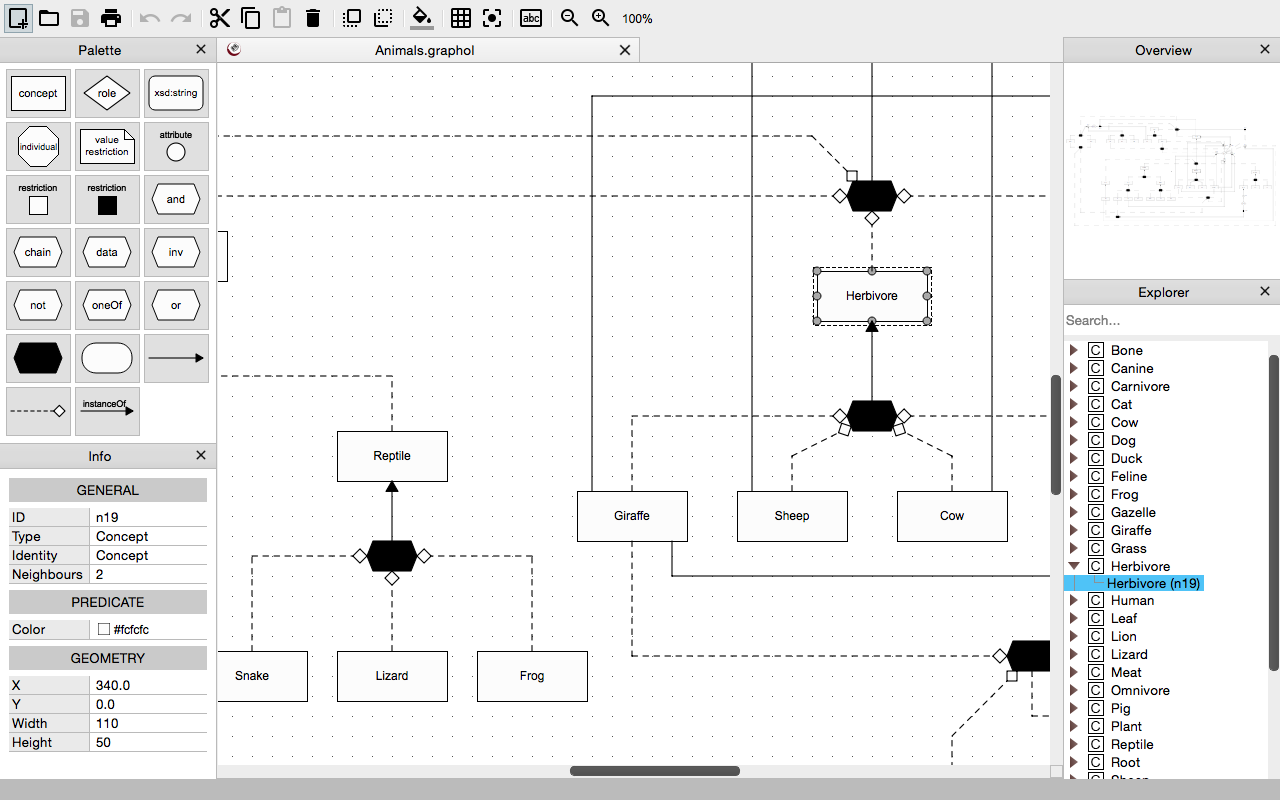 abc
100%
Palette
Animals.graphol
Overview
concept
role
xsd:string
individual
value
restriction
attribute
restriction
restriction
and
chain
data
inv
not
oneOf
or
instanceOf
Info
GENERAL
ID n19
Type Concept
Identity Concept
Neighbours 2
PREDICATE
Color #fcfcfc
GEOMETRY
X 340.0
Y 0.0
Width 110
Height 50
Herbivore
Reptile
Giraffe
Sheep
Cow
Snake
Lizard
Frog
Explorer
Search...
C Bone
C Canine
C Carnivore
C Cat
C Cow
C Dog
C Duck
C Feline
C Frog
C Gazelle
C Giraffe
C Grass
C Herbivore
Herbivore (n19)
C Human
C Leaf
C Lion
C Lizard
C Meat
C Omnivore
C Pig
C Plant
C Reptile
C Root